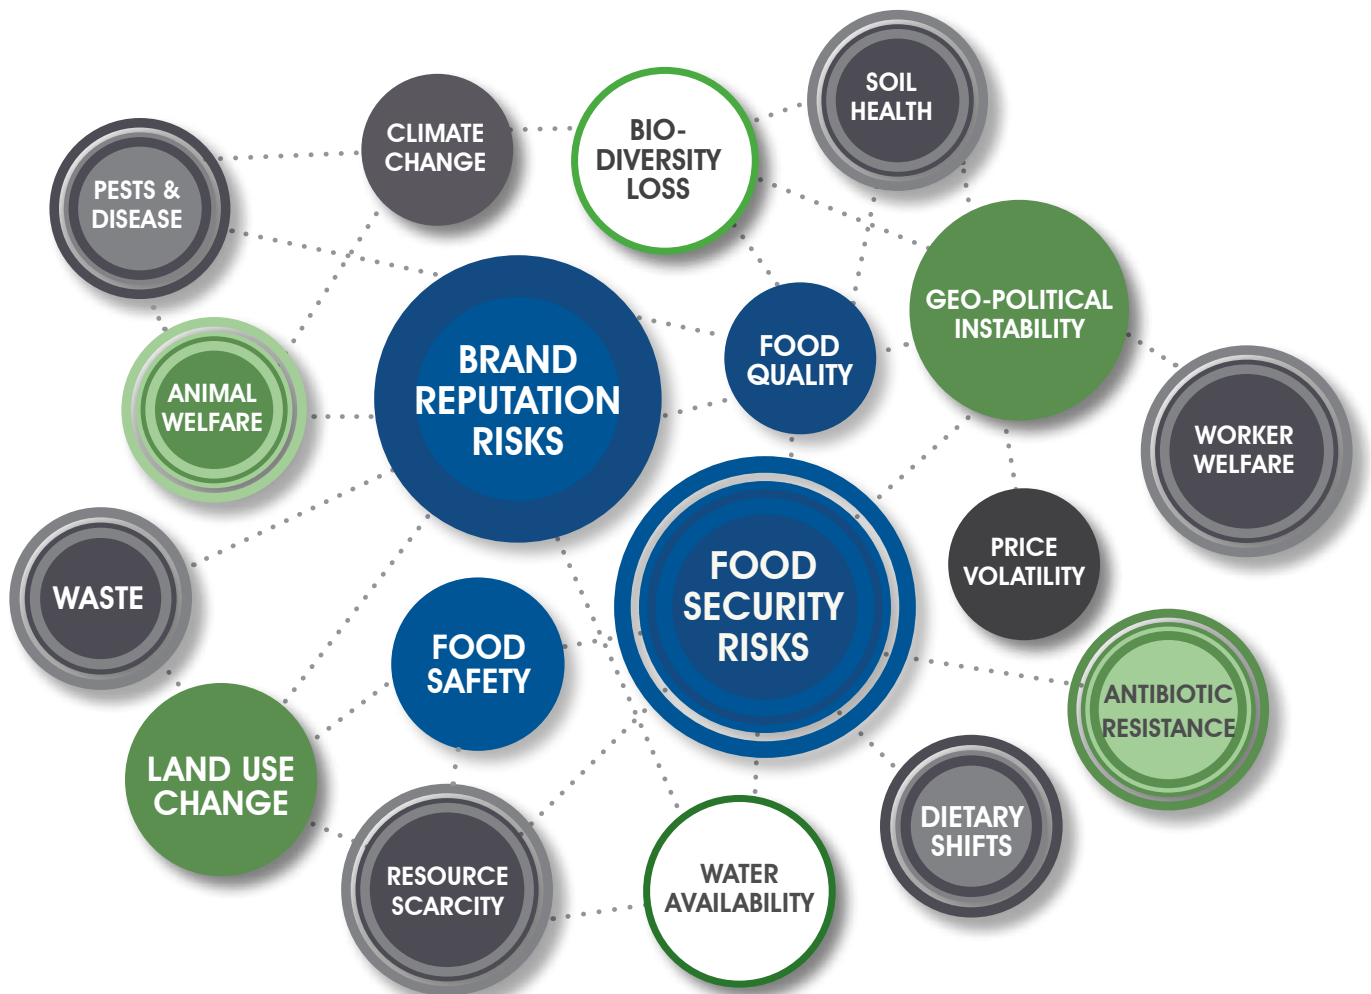 SOIL
HEALTH
CLIMATE
CHANGE
BIO-
DIVERSITY
LOSS
PESTS &
DISEASE
GEO-POLITICAL
INSTABILITY
BRAND
REPUTATION
RISKS
FOOD
QUALITY
ANIMAL
WELFARE
WORKER
WELFARE
PRICE
VOLATILITY
FOOD
SECURITY
RISKS
WASTE
FOOD
SAFETY
ANTIBIOTIC
RESISTANCE
LAND USE
CHANGE
DIETARY
SHIFTS
RESOURCE
SCARCITY
WATER
AVAILABILITY